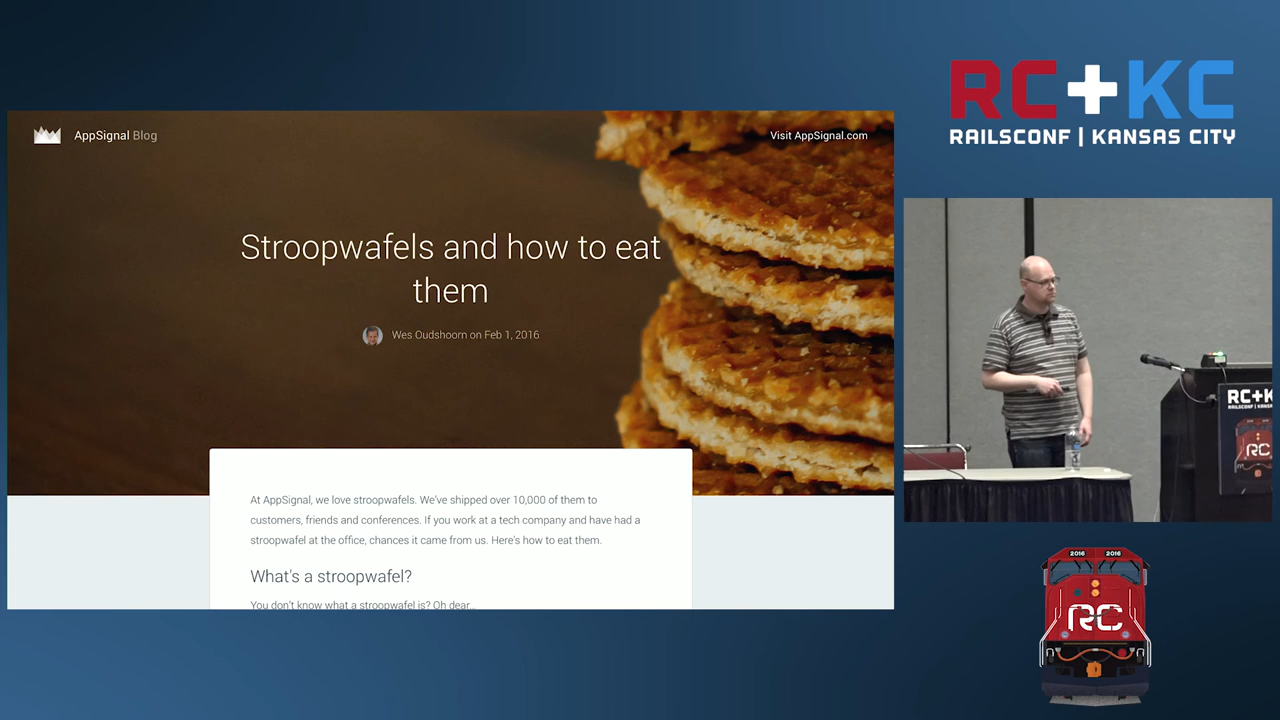 AppSignal Blog
Visit AppSignal.com
Stroopwafels and how to eat
them
Wes Oudshoorn on Feb 1, 2016
At AppSignal, we love stroopwafels. We've shipped over 10,000 of them to
customers, friends and conferences. If you work at a tech company and have had a
stroopwafel at the office, chances it came from us. Here's how to eat them.
What's a stroopwafel?
You don't know what a stroopwafel is? Oh dear...
RC+KC
RAILSCONF | KANSAS CITY
RC+K
RAILSCONF | KANSA
RC
2016 2016
RC